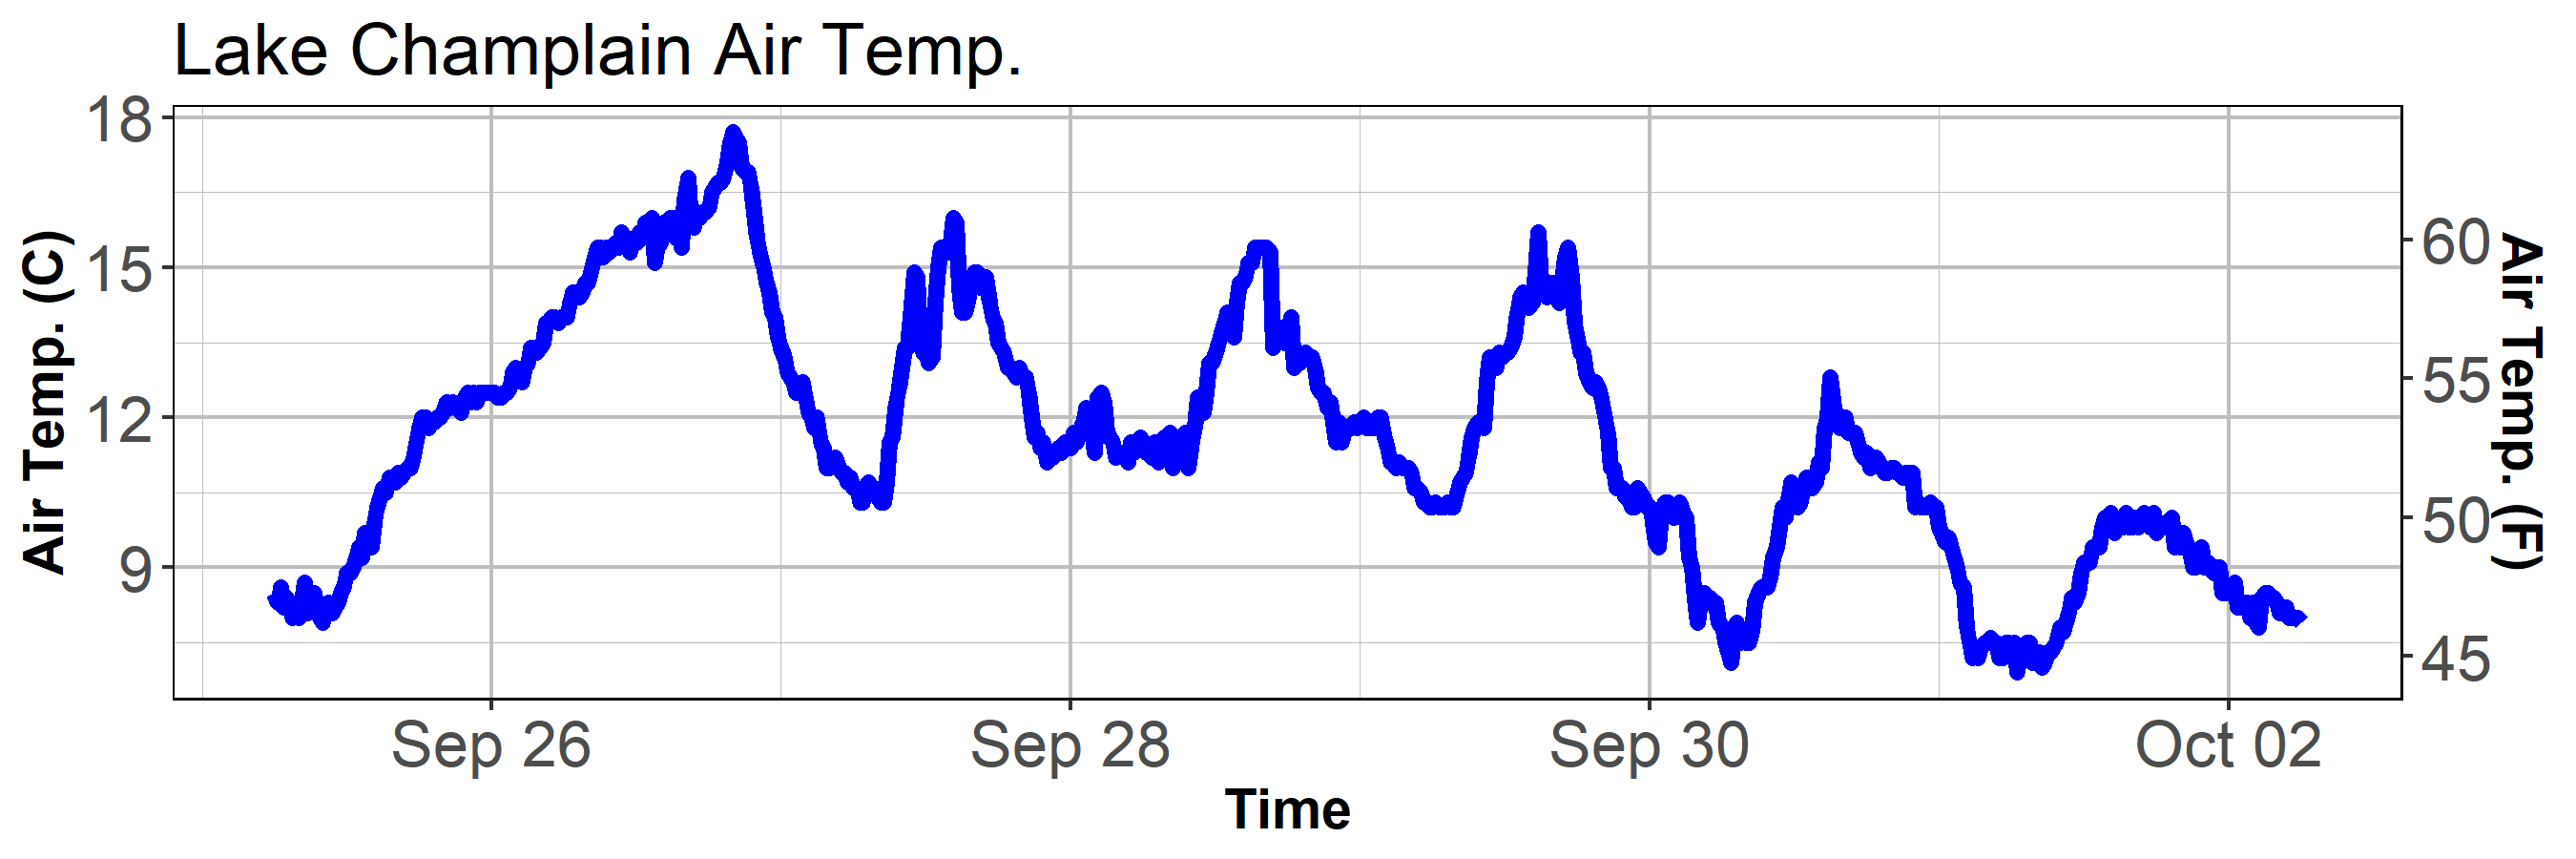 Lake Champlain Air Temp.
Air Temp. (C)
18
15
12
9
60
55
50
45
Air Temp. (F)
Sep 26
Sep 28
Sep 30
Oct 02
Time